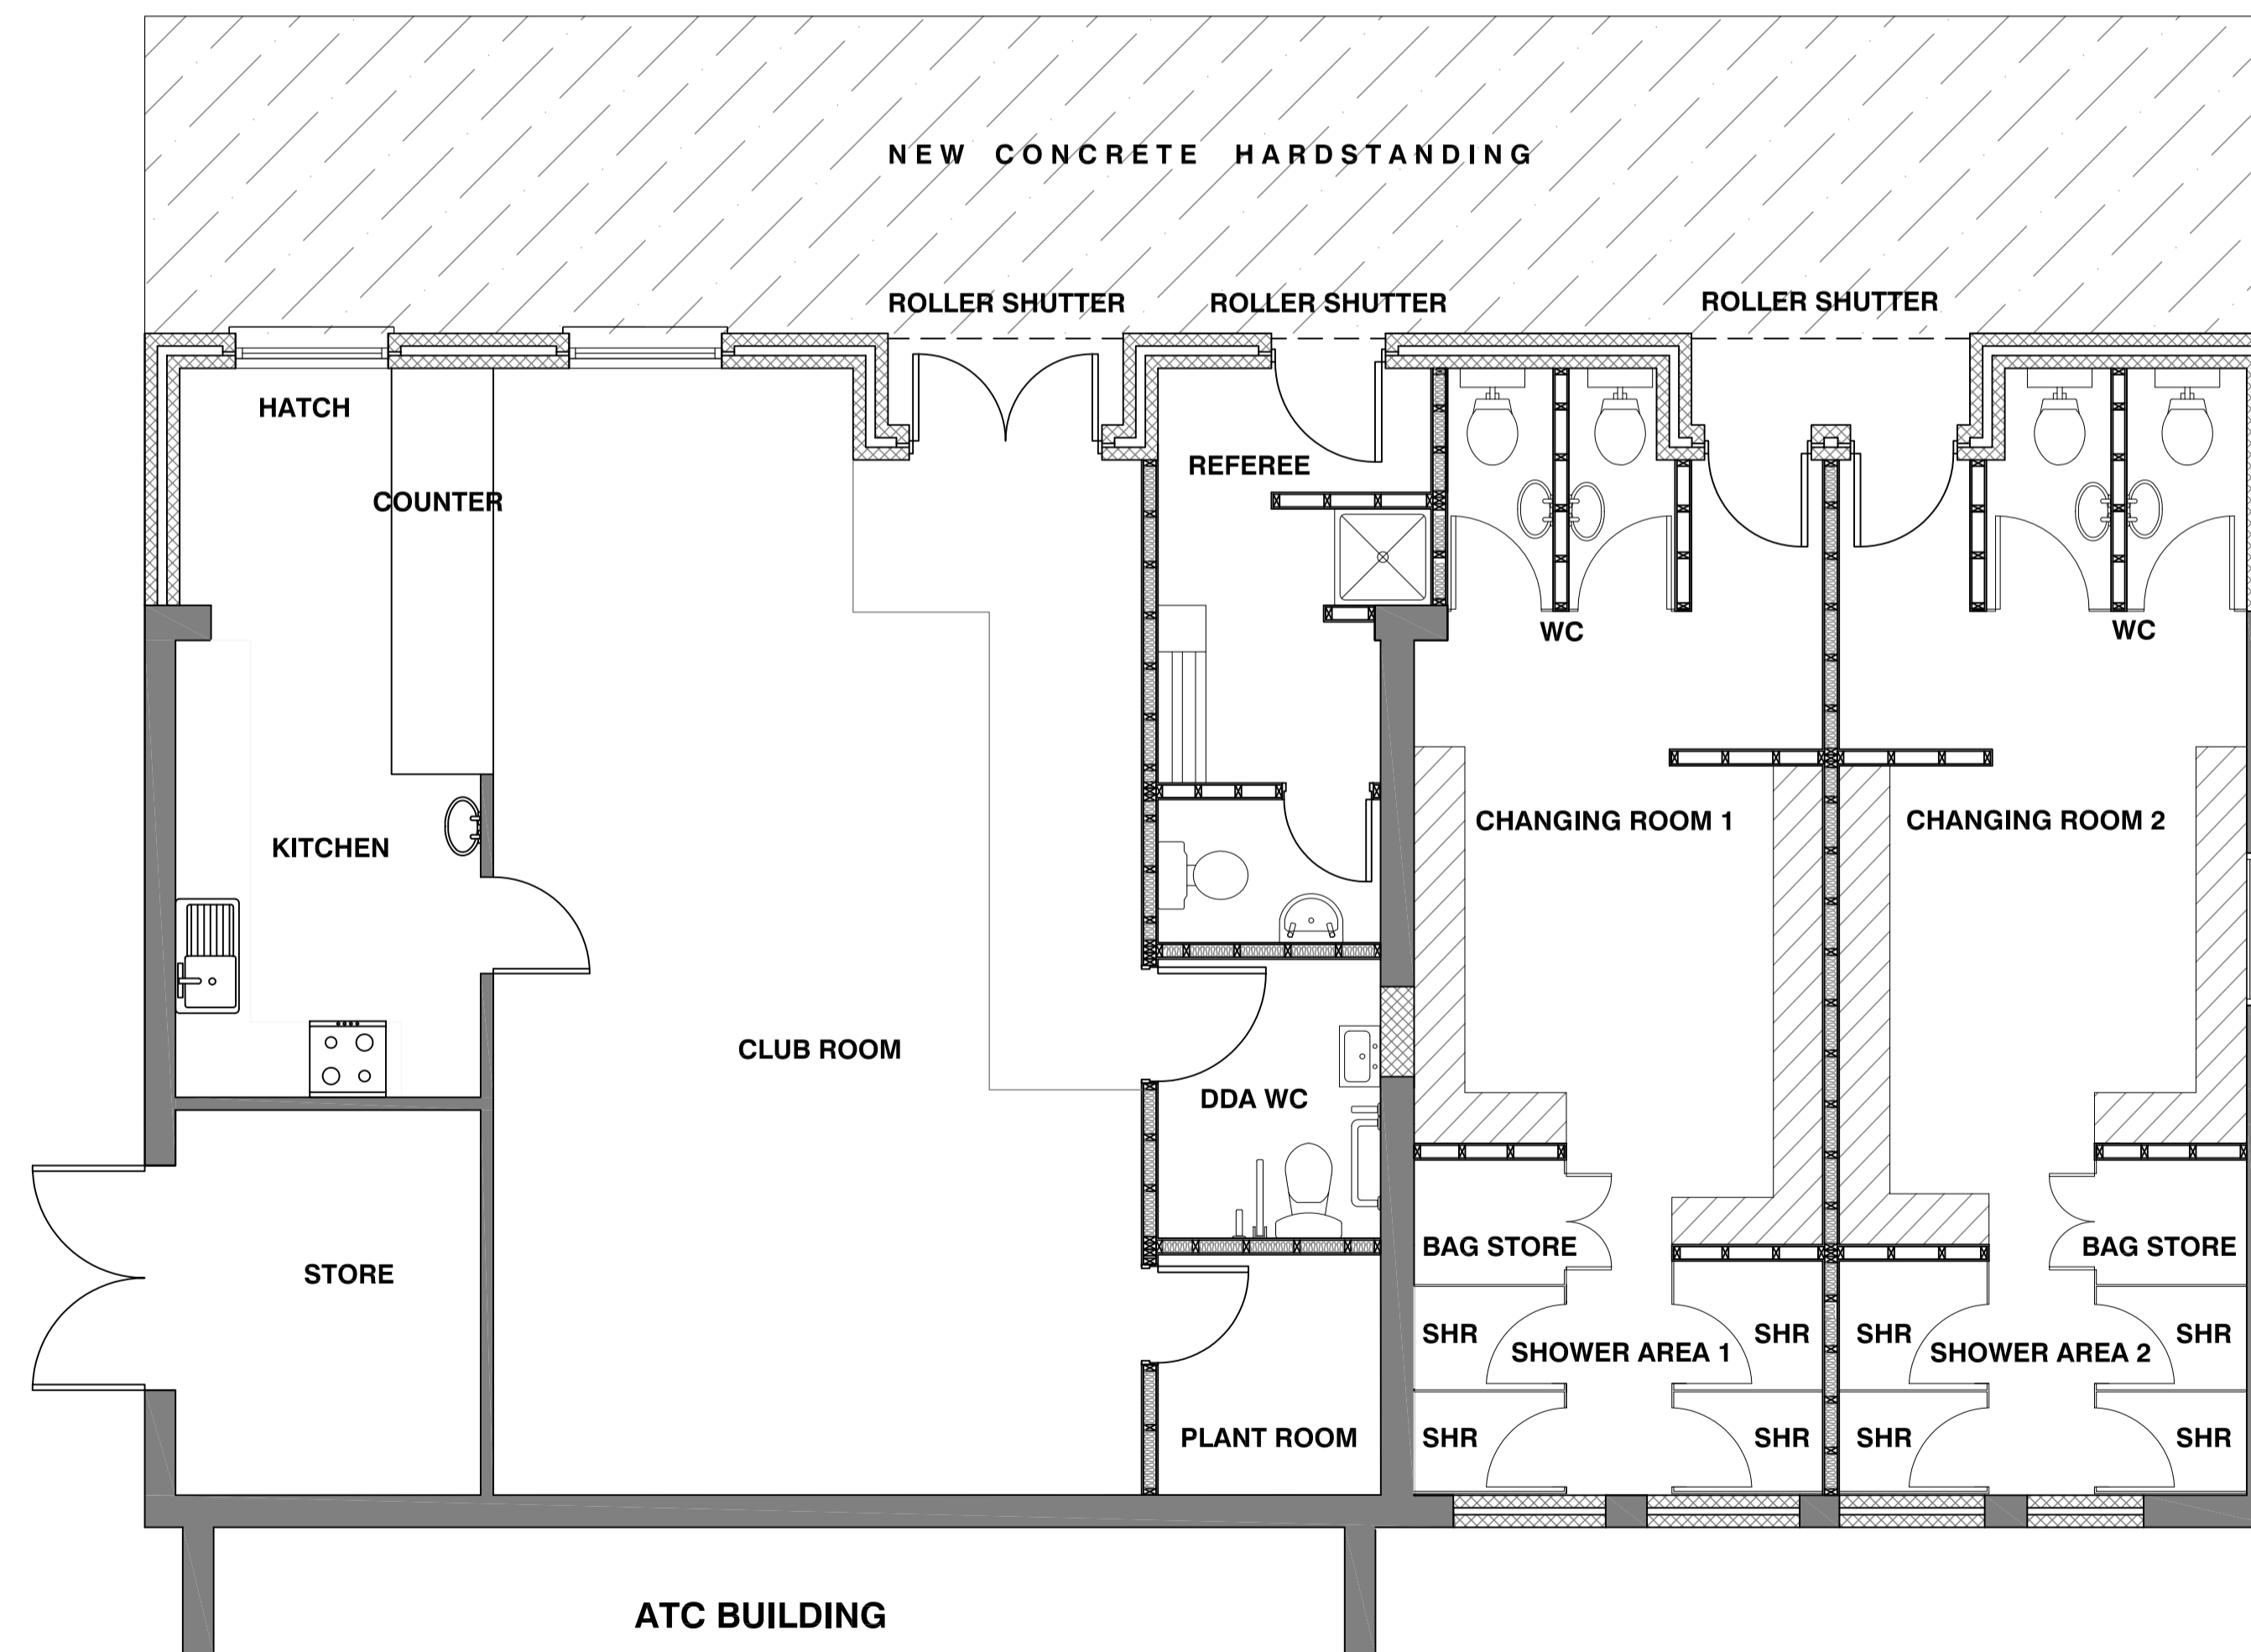 NEW CONCRETE HARDSTANDING
ROLLER SHUTTER
ROLLER SHUTTER
ROLLER SHUTTER
HATCH
COUNTER
REFEREE
WC
WC
KITCHEN
CHANGING ROOM 1
CHANGING ROOM 2
CLUB ROOM
DDA WC
BAG STORE
BAG STORE
STORE
SHR
SHOWER AREA 1
SHR
SHR
SHOWER AREA 2
SHR
PLANT ROOM
SHR
SHR
SHR
SHR
ATC BUILDING